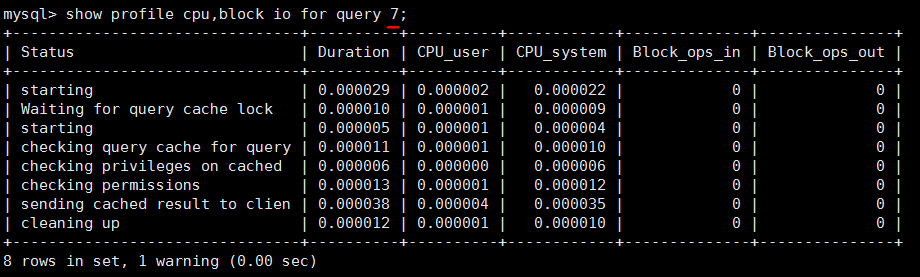 mysql> show profile cpu,block io for query 7;
+--------------------------------+----------+----------+------------+--------------+---------------+
| Status                         | Duration | CPU_user | CPU_system | Block_ops_in | Block_ops_out |
+--------------------------------+----------+----------+------------+--------------+---------------+
| starting                       | 0.000029 | 0.000002 |   0.000022 |            0 |             0 |
| Waiting for query cache lock   | 0.000010 | 0.000001 |   0.000009 |            0 |             0 |
| starting                       | 0.000005 | 0.000001 |   0.000004 |            0 |             0 |
| checking query cache for query | 0.000011 | 0.000001 |   0.000010 |            0 |             0 |
| checking privileges on cached  | 0.000006 | 0.000000 |   0.000006 |            0 |             0 |
| checking permissions           | 0.000013 | 0.000001 |   0.000012 |            0 |             0 |
| sending cached result to clien | 0.000038 | 0.000004 |   0.000035 |            0 |             0 |
| cleaning up                    | 0.000012 | 0.000001 |   0.000010 |            0 |             0 |
+--------------------------------+----------+----------+------------+--------------+---------------+
8 rows in set, 1 warning (0.00 sec)